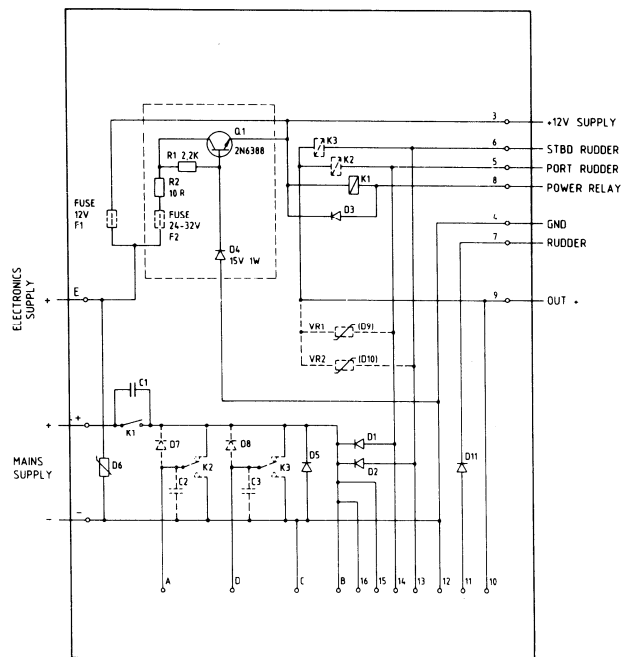 3
+12V SUPPLY
6
STBD RUDDER
5
PORT RUDDER
8
POWER RELAY
4
GND
7
RUDDER
9
OUT +
Q1
2N6388
R1 2,2K
R2
10 R
FUSE
24-32V
F2
FUSE
12V
F1
D4
15V 1W
K3
K2
K1
D3
ELECTRONICS
SUPPLY
+
E
VR1
(D9)
VR2
(D10)
C1
+
+
K1
MAINS
SUPPLY
D6
D7
D8
D5
K2
K3
C2
C3
D1
D2
D11
-
-
A
D
C
B
16
15
14
13
12
11
10